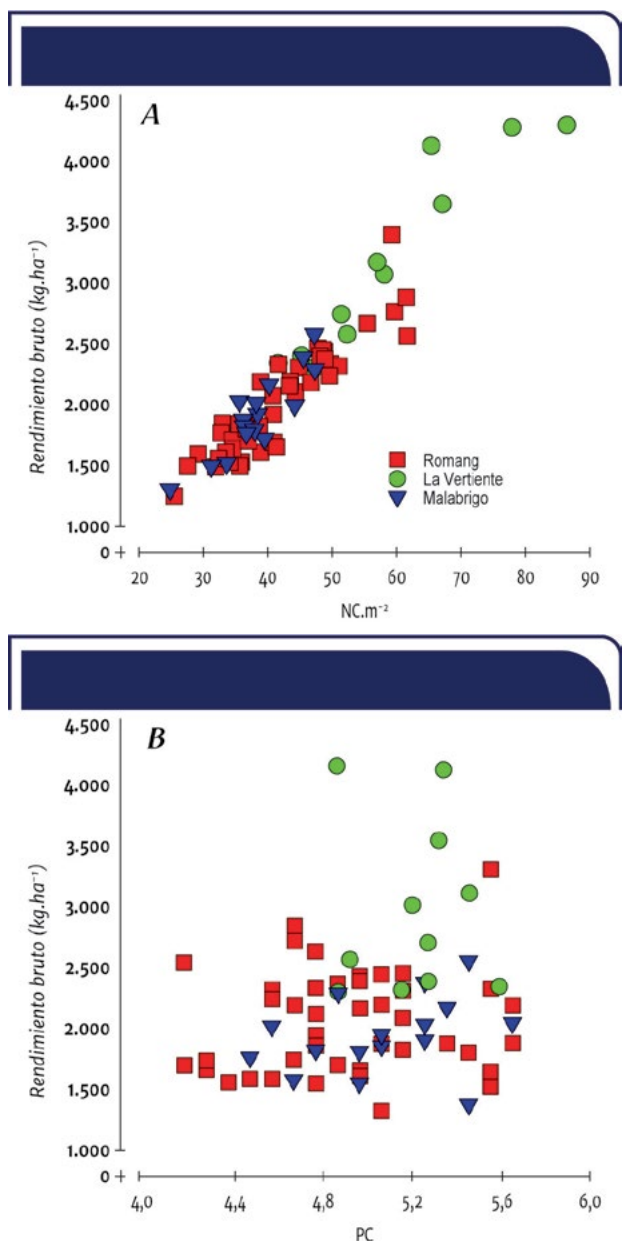 A
Rendimiento bruto (kg.ha⁻¹)
4.500
4.000
3.500
3.000
2.500
2.000
1.500
1.000
0
Romang
La Vertiente
Malabrigo
20 30 40 50 60 70 80 90
NC.m⁻²
B
Rendimiento bruto (kg.ha⁻¹)
4.500
4.000
3.500
3.000
2.500
2.000
1.500
1.000
0
4,0 4,4 4,8 5,2 5,6 6,0
PC